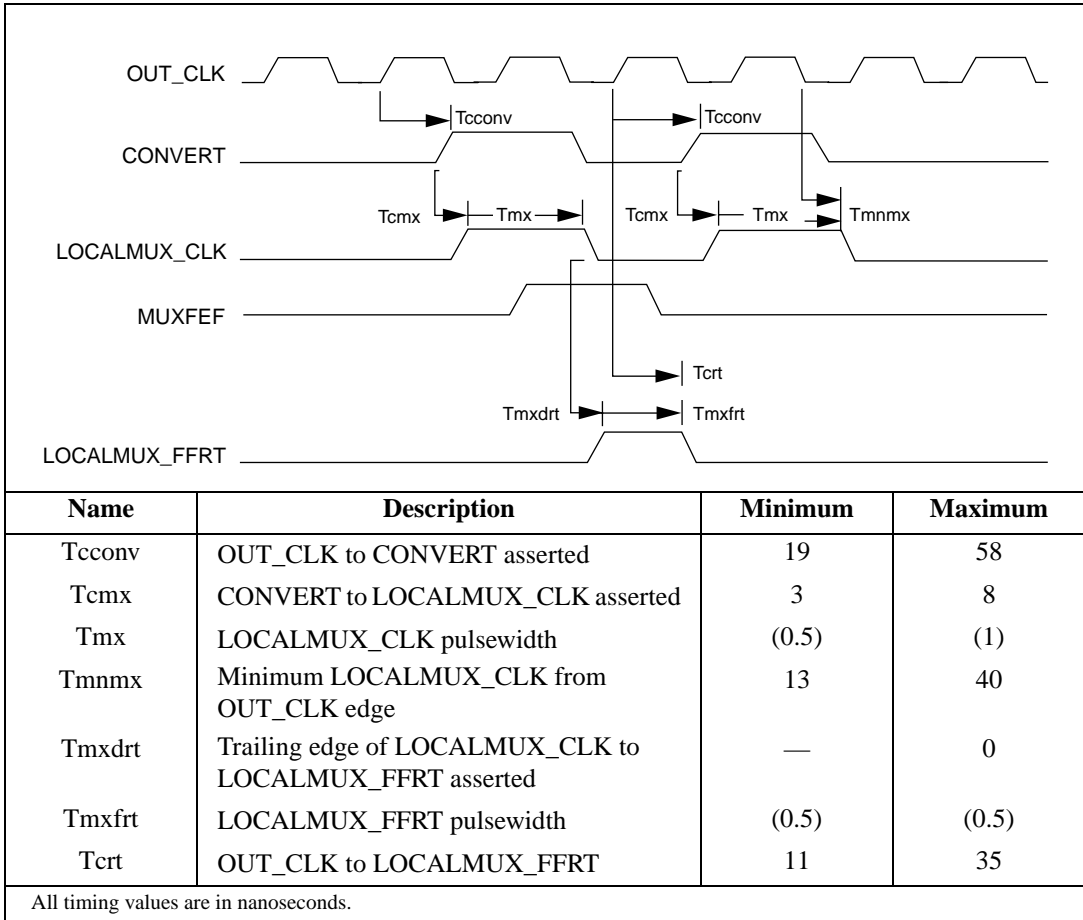 OUT_CLK
Tcconv Tcconv
CONVERT
Tcmx Tmx Tcmx Tmx Tmnmx
LOCALMUX_CLK
MUXFEF
Tcrt
Tmxdrt Tmxfrt
LOCALMUX_FFRT
Name Description Minimum Maximum
Tcconv OUT_CLK to CONVERT asserted 19 58
Tcmx CONVERT to LOCALMUX_CLK asserted 3 8
Tmx LOCALMUX_CLK pulsewidth (0.5) (1)
Tmnmx Minimum LOCALMUX_CLK from 13 40
OUT_CLK edge
Tmxdrt Trailing edge of LOCALMUX_CLK to — 0
LOCALMUX_FFRT asserted
Tmxfrt LOCALMUX_FFRT pulsewidth (0.5) (0.5)
Tcrt OUT_CLK to LOCALMUX_FFRT 11 35
All timing values are in nanoseconds.